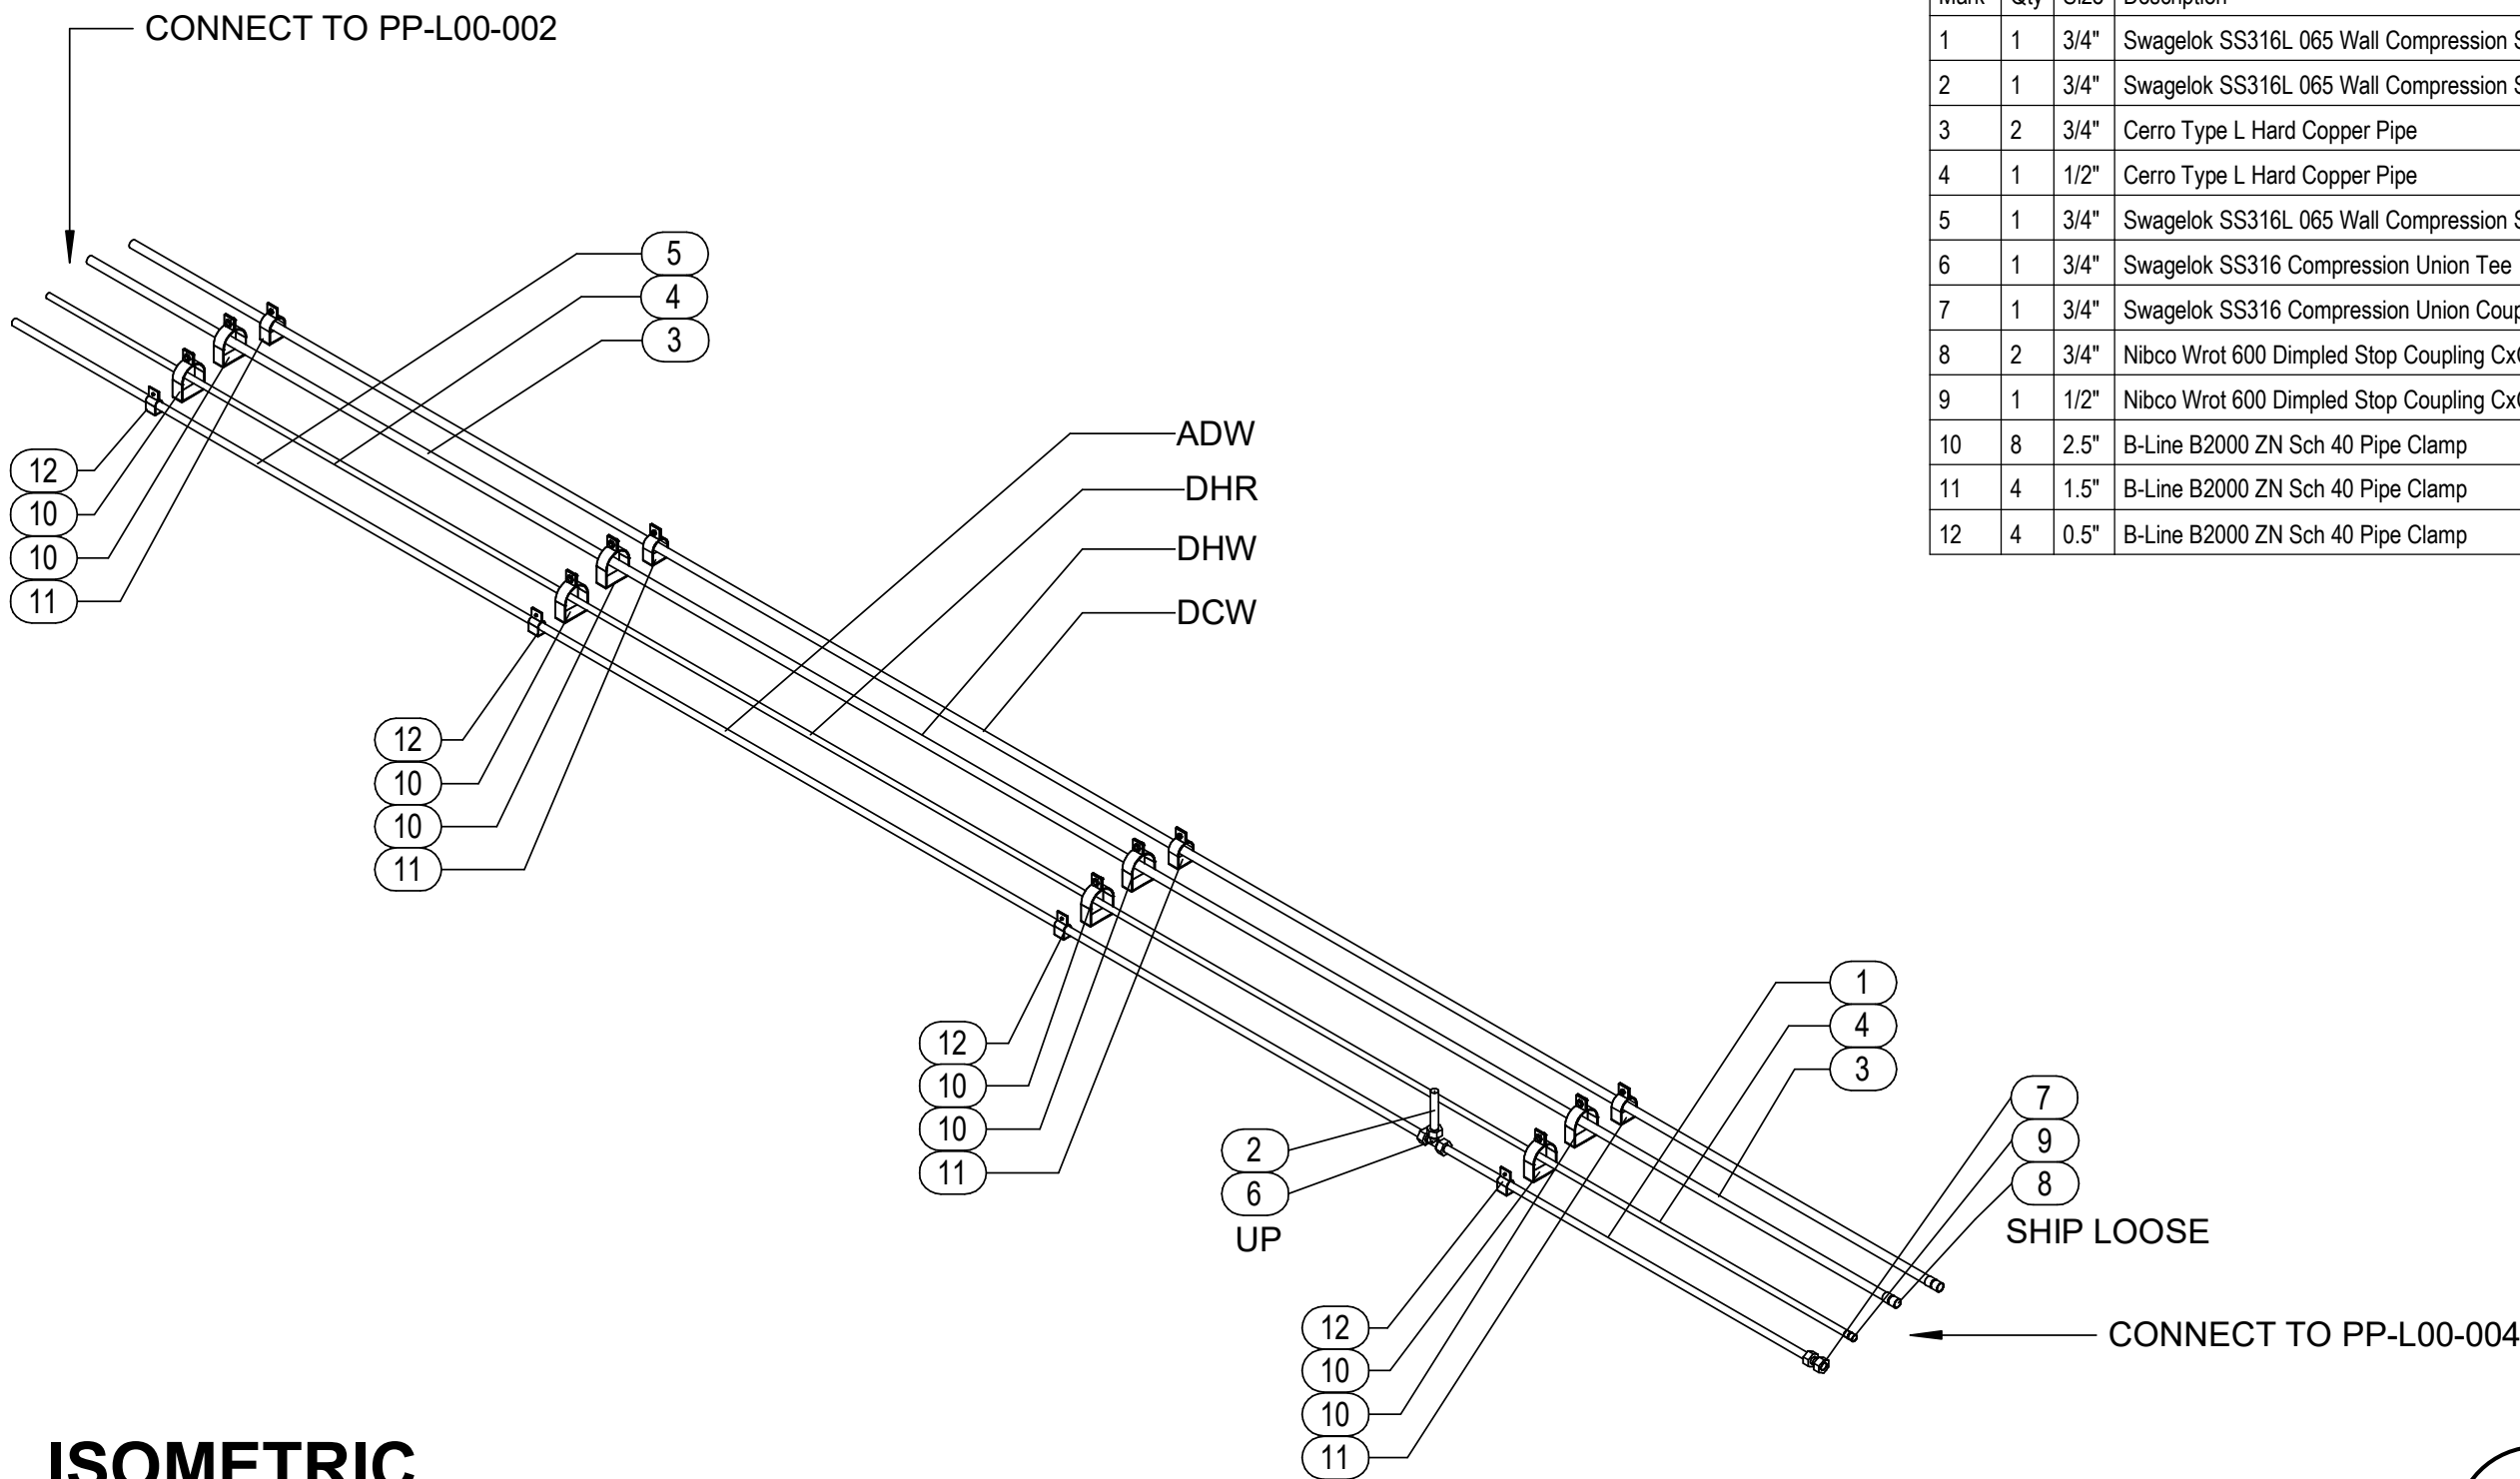 CONNECT TO PP-L00-002
Mark Qty Size Description
1 1 3/4" Swagelok SS316L 065 Wall Compression
2 1 3/4" Swagelok SS316L 065 Wall Compression
3 2 3/4" Cerro Type L Hard Copper Pipe
4 1 1/2" Cerro Type L Hard Copper Pipe
5 1 3/4" Swagelok SS316L 065 Wall Compression
6 1 3/4" Swagelok SS316 Compression Union Tee
7 1 3/4" Swagelok SS316 Compression Union
8 2 3/4" Nibco Wrot 600 Dimpled Stop Coupling
9 1 1/2" Nibco Wrot 600 Dimpled Stop Coupling
10 8 2.5" B-Line B2000 ZN Sch 40 Pipe Clamp
11 4 1.5" B-Line B2000 ZN Sch 40 Pipe Clamp
12 4 0.5" B-Line B2000 ZN Sch 40 Pipe Clamp
5
4
3
ADW
DHR
DHW
DCW
12
10
10
11
12
10
10
11
12
10
10
11
1
4
3
2
6
UP
7
9
8
SHIP LOOSE
12
10
10
11
CONNECT TO PP-L00-004
ISOMETRIC